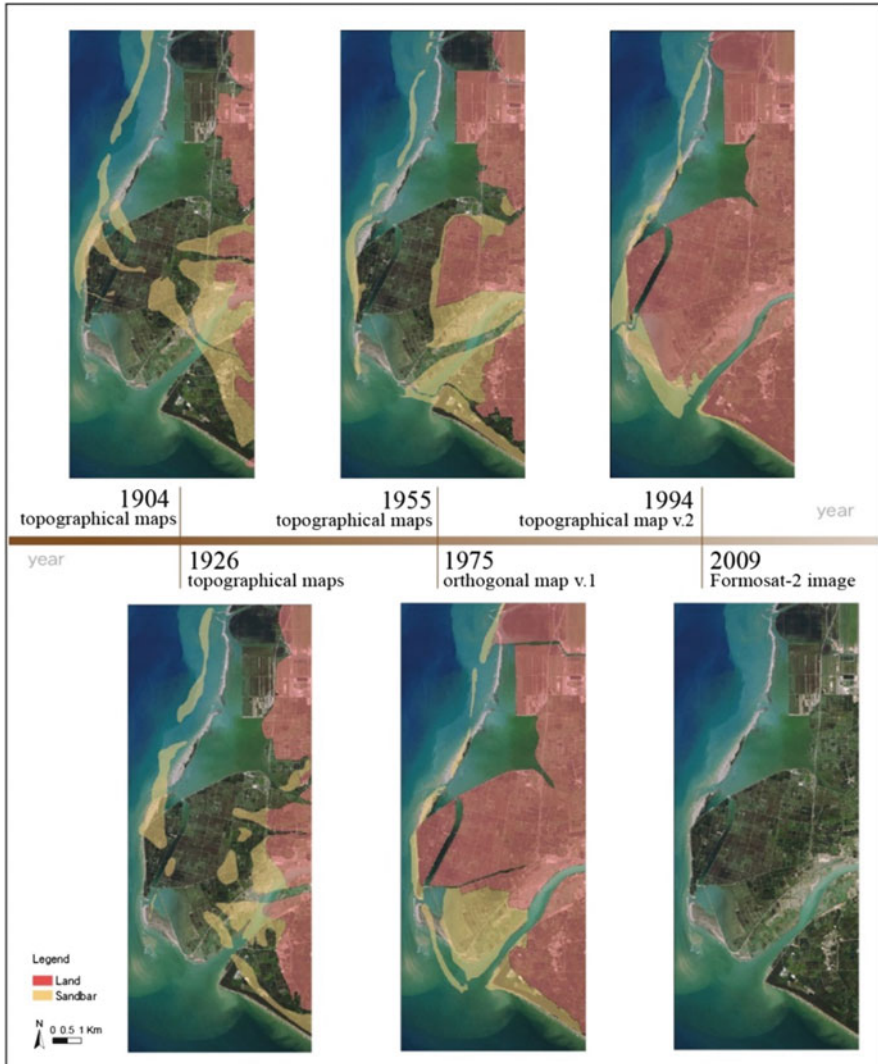 1904
topographical maps
1955
topographical maps
1994
topographical map v.2
year
year
1926
topographical maps
1975
orthogonal map v.1
2009
Formosat-2 image
Legend
Land
Sandbar
N
0 0.5 1 Km